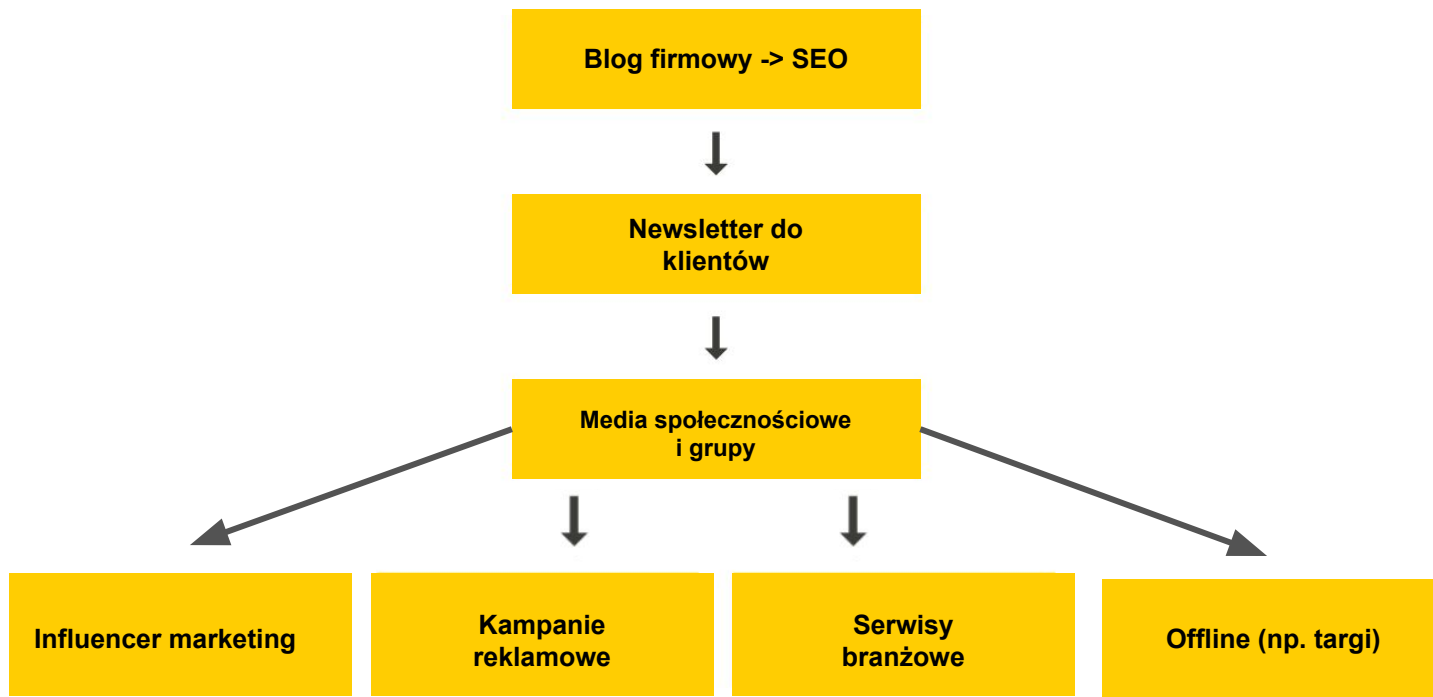 Blog firmowy -> SEO
Newsletter do
klientów
Media społecznościowe
i grupy
Influencer marketing
Kampanie
reklamowe
Serwisy
branżowe
Offline (np. targi)